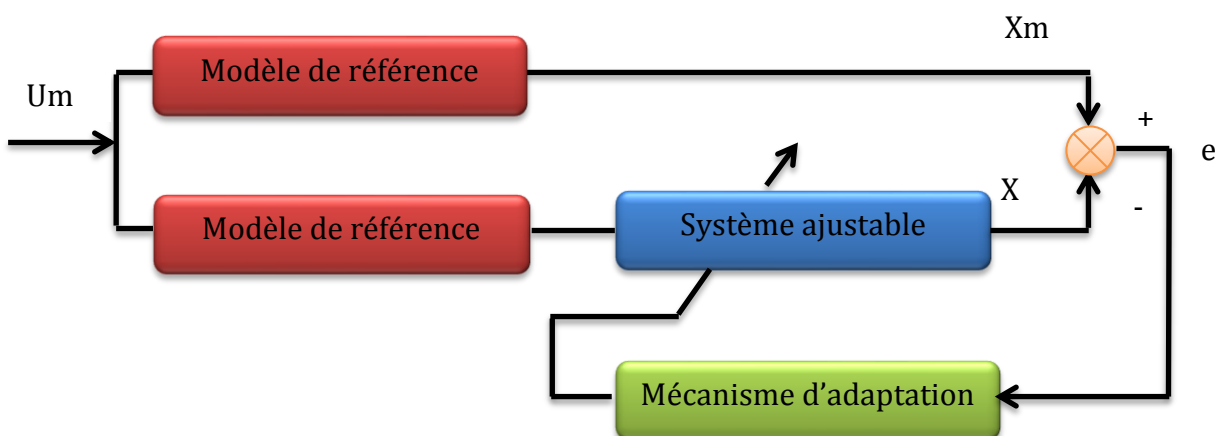 Xm
Modèle de référence
Um
+
e
X
-
Modèle de référence
Système ajustable
Mécanisme d’adaptation